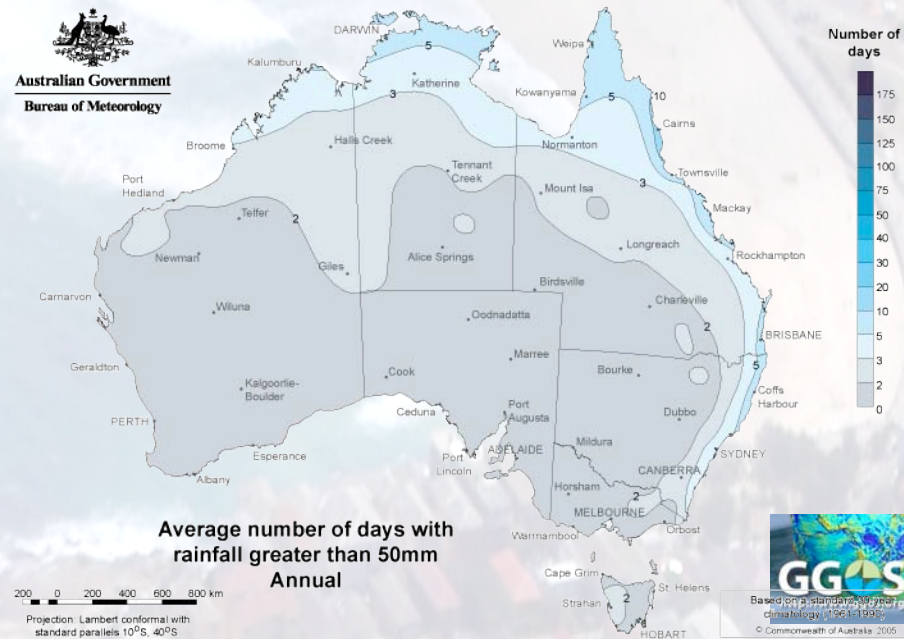 Australian Government
Bureau of Meteorology
Number of
days
175
150
125
100
75
50
40
30
20
10
5
3
2
0
DARWIN
5
Weipa
Kalumburu
Katherine
Kowanyama
5
10
3
Cairns
Broome
Halls Creek
Normanton
Tennant
Creek
Townsville
Port
Hedland
3
Mount Isa
Mackay
Telfer
2
Longreach
Newman
Alice Springs
Rockhampton
Giles
Birdsville
Carnarvon
Charleville
Wiluna
Oodnadatta
2
BRISBANE
Marree
Geraldton
Cook
Bourke
5
Kalgoorlie-
Boulder
Coffs
Harbour
Ceduna
Port
Augusta
Dubbo
PERTH
Mildura
Esperance
Port
Lincoln
ADELAIDE
SYDNEY
Albany
CANBERRA
Horsham
2
MELBOURNE
Warrnambool
Orbost
Cape Grim
St. Helens
Strahan
2
HOBART
Average number of days with
rainfall greater than 50mm
Annual
200 0 200 400 600 800 km
Projection: Lambert conformal with
standard parallels 10°S, 40°S
GGOS
Based on a standard 30-year
climatology (1961-1990)
© Commonwealth of Australia, 2005